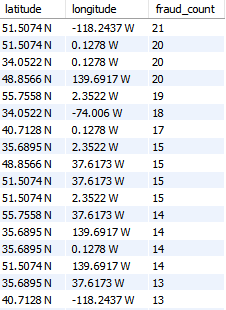 latitude longitude fraud_count
51.5074 N -118.2437 W 21
51.5074 N 0.1278 W 20
34.0522 N 0.1278 W 20
48.8566 N 139.6917 W 20
55.7558 N 2.3522 W 19
34.0522 N -74.006 W 18
40.7128 N 0.1278 W 17
35.6895 N 2.3522 W 15
48.8566 N 37.6173 W 15
51.5074 N 37.6173 W 15
51.5074 N 2.3522 W 15
55.7558 N 37.6173 W 14
35.6895 N 139.6917 W 14
35.6895 N 0.1278 W 14
51.5074 N 139.6917 W 14
35.6895 N 37.6173 W 13
40.7128 N -118.2437 W 13